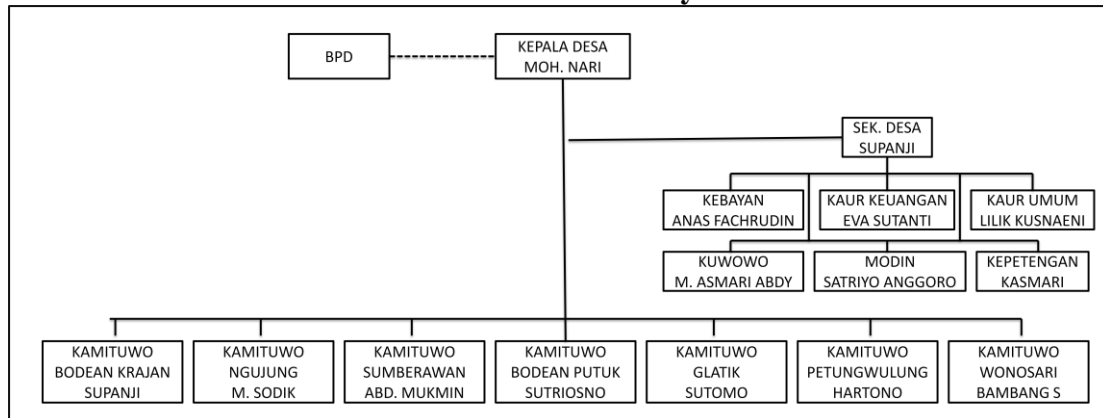 BPD
KEPALA DESA
MOH. NARI
SEK. DESA
SUPANJI
KEBAYAN
ANAS FACHRUDIN
KAUR KEUANGAN
EVA SUTANTI
KAUR UMUM
LILIK KUSNAENI
KUWOWO
M. ASMARI ABDY
MODIN
SATRIYO ANGGORO
KEPETENGAN
KASMARI
KAMITUWO
BODEAN KRAJAN
SUPANJI
KAMITUWO
NGUJUNG
M. SODIK
KAMITUWO
SUMBERAWAN
ABD. MUKMIN
KAMITUWO
BODEAN PUTUK
SUTRIOSNO
KAMITUWO
GLATIK
SUTOMO
KAMITUWO
PETUNGWULUNG
HARTONO
KAMITUWO
WONOSARI
BAMBANG S